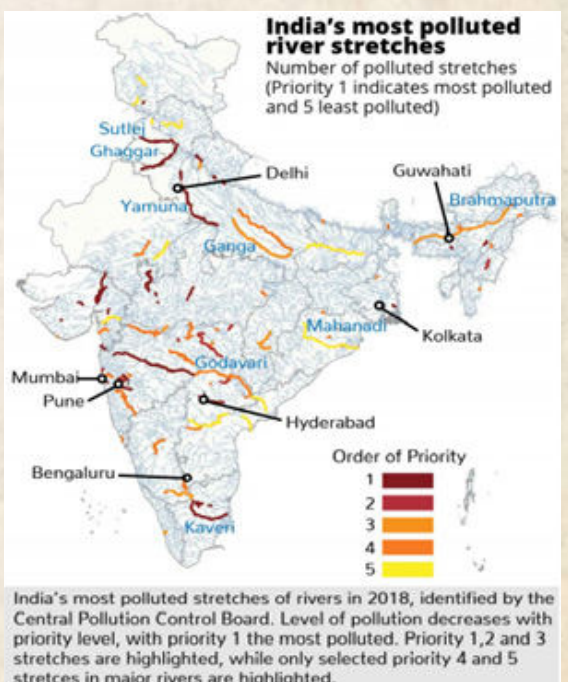 India's most polluted
river stretches
Number of polluted stretches
(Priority 1 indicates most polluted
and 5 least polluted)
Sutlej
Ghaggar
Delhi
Guwahati
Yamuna
Brahmaputra
Ganga
Mahanadi
Kolkata
Godavari
Mumbai
Pune
Hyderabad
Order of Priority
Bengaluru
1
2
3
4
5
Kaveri
India's most polluted stretches of rivers in 2018, identified by the
Central Pollution Control Board. Level of pollution decreases with
priority level, with priority 1 the most polluted. Priority 1,2 and 3
stretches are highlighted, while only selected priority 4 and 5
stretces in major rivers are highlighted.